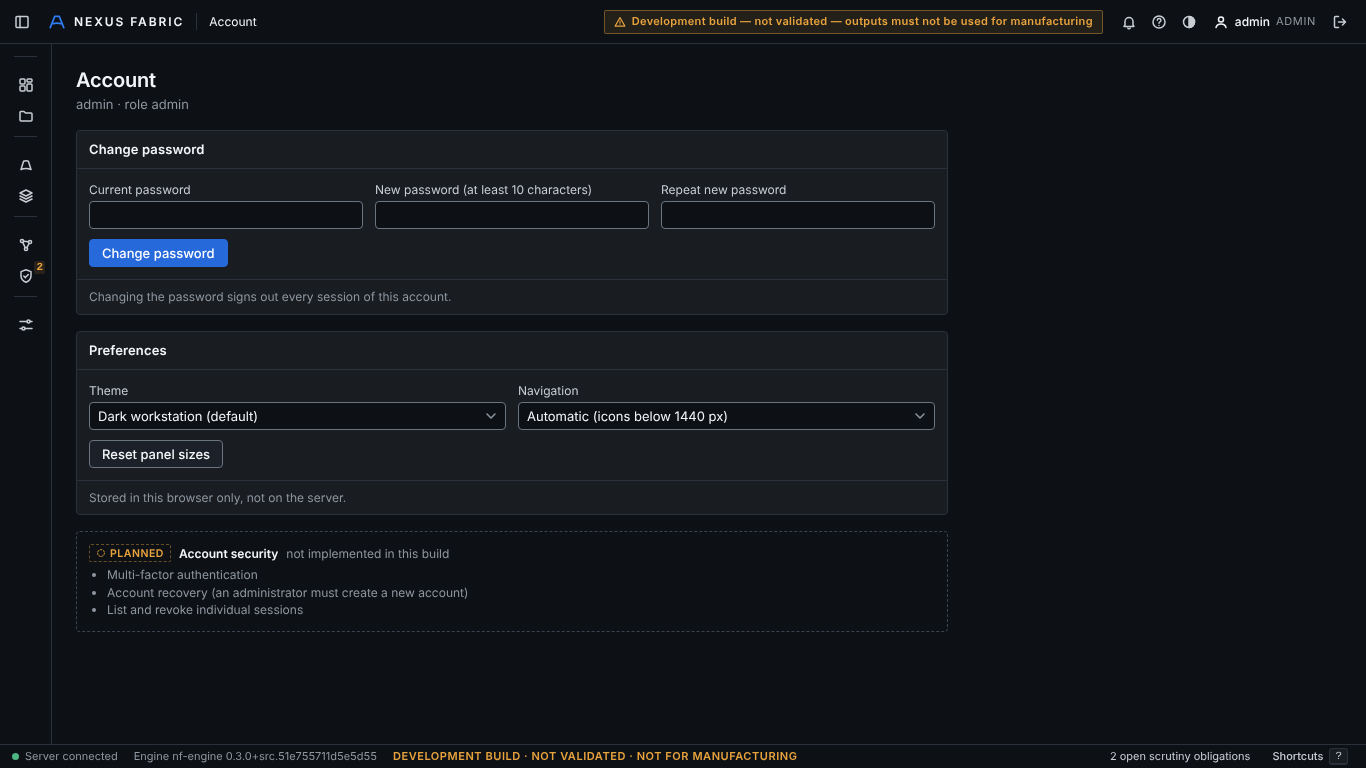 NEXUS FABRIC
Account
Development build — not validated — outputs must not be used for manufacturing
admin ADMIN
Account
admin · role admin
Change password
Current password
New password (at least 10 characters)
Repeat new password
Change password
2
Changing the password signs out every session of this account.
Preferences
Theme
Navigation
Dark workstation (default)
Automatic (icons below 1440 px)
Reset panel sizes
Stored in this browser only, not on the server.
PLANNED Account security not implemented in this build
• Multi-factor authentication
• Account recovery (an administrator must create a new account)
• List and revoke individual sessions
Server connected
Engine nf-engine 0.3.0+src.51e755711d5e5d55
DEVELOPMENT BUILD · NOT VALIDATED · NOT FOR MANUFACTURING
2 open scrutiny obligations
Shortcuts ?